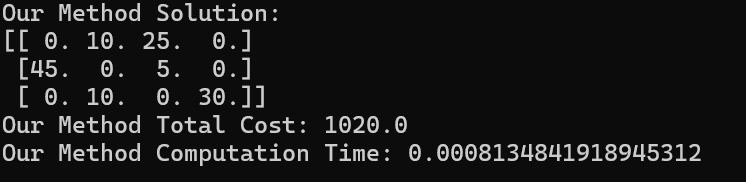 Our Method Solution:
[[ 0. 10. 25.  0.]
 [45.  0.  5.  0.]
 [ 0. 10.  0. 30.]]
Our Method Total Cost: 1020.0
Our Method Computation Time: 0.0008134841918945312